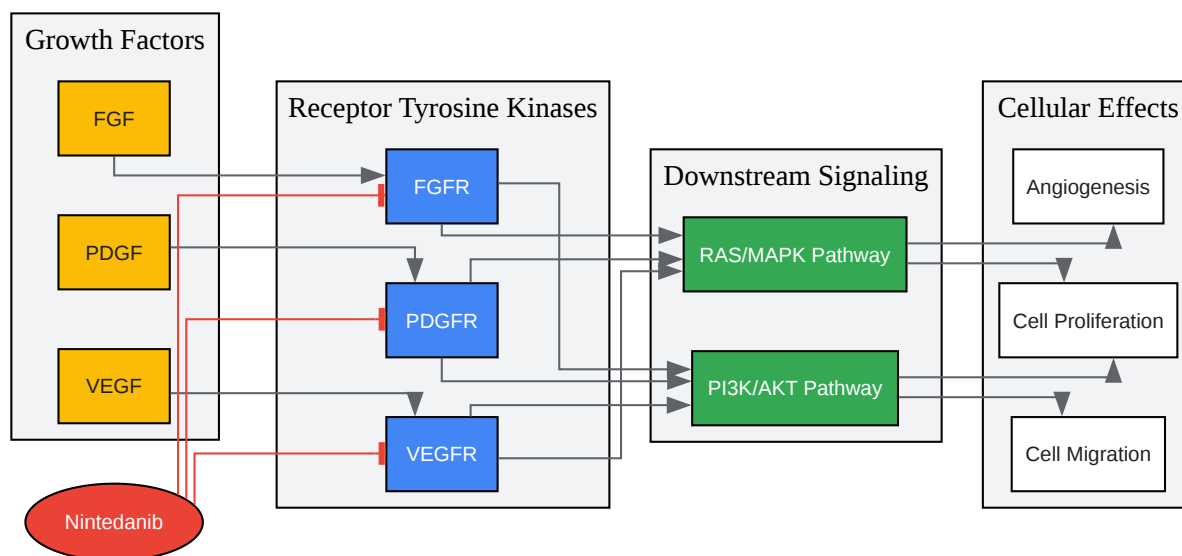 Growth Factors
FGF
PDGF
VEGF
Nintedanib
Receptor Tyrosine Kinases
FGFR
PDGFR
VEGFR
Downstream Signaling
RAS/MAPK Pathway
PI3K/AKT Pathway
Cellular Effects
Angiogenesis
Cell Proliferation
Cell Migration